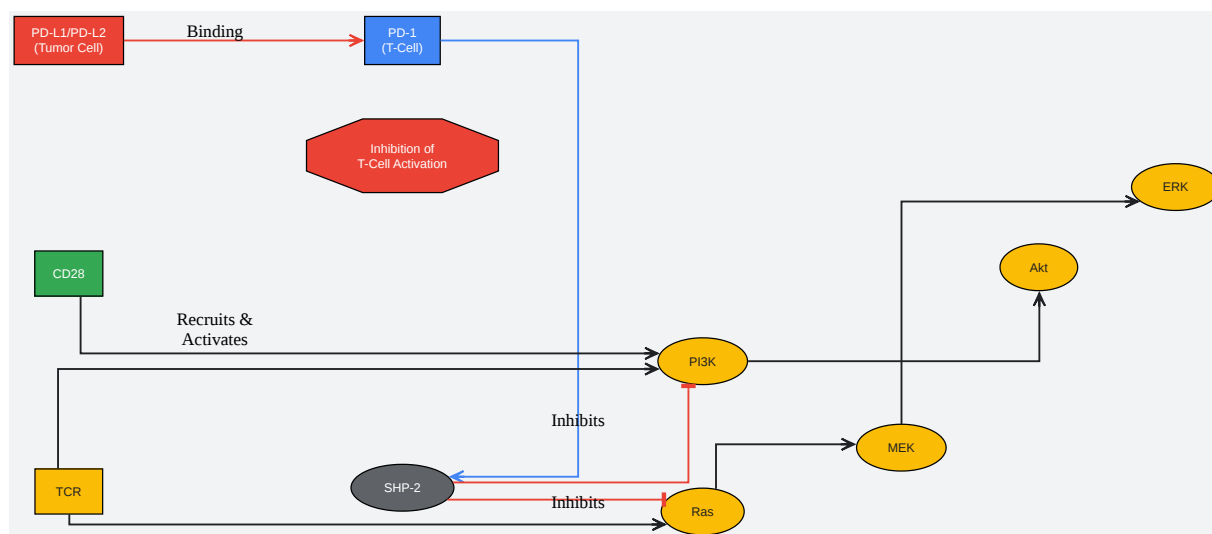 PD-L1/PD-L2
(Tumor Cell)
Binding
PD-1
(T-Cell)
Inhibition of
T-Cell Activation
ERK
CD28
Akt
Recruits &
Activates
PI3K
Inhibits
MEK
TCR
SHP-2
Inhibits
Ras